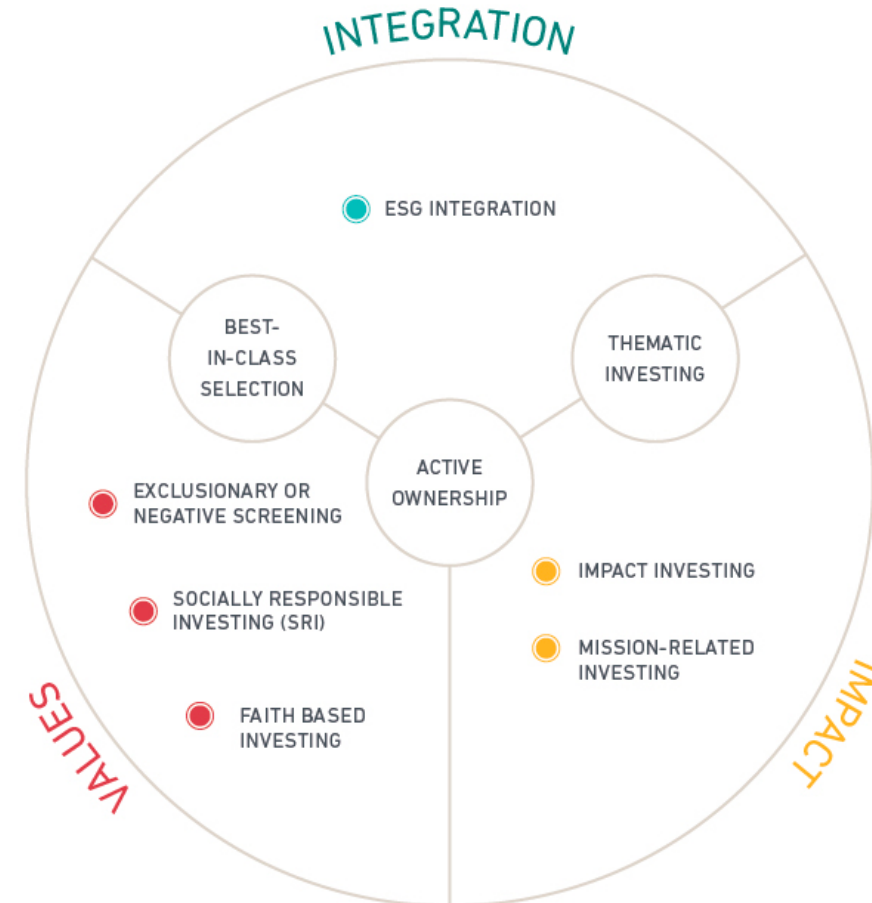 INTEGRATION
ESG INTEGRATION
BEST-
IN-CLASS
SELECTION
THEMATIC
INVESTING
ACTIVE
OWNERSHIP
EXCLUSIONARY OR
NEGATIVE SCREENING
SOCIALLY RESPONSIBLE
INVESTING (SRI)
FAITH BASED
INVESTING
VALUES
IMPACT INVESTING
MISSION-RELATED
INVESTING
IMPACT